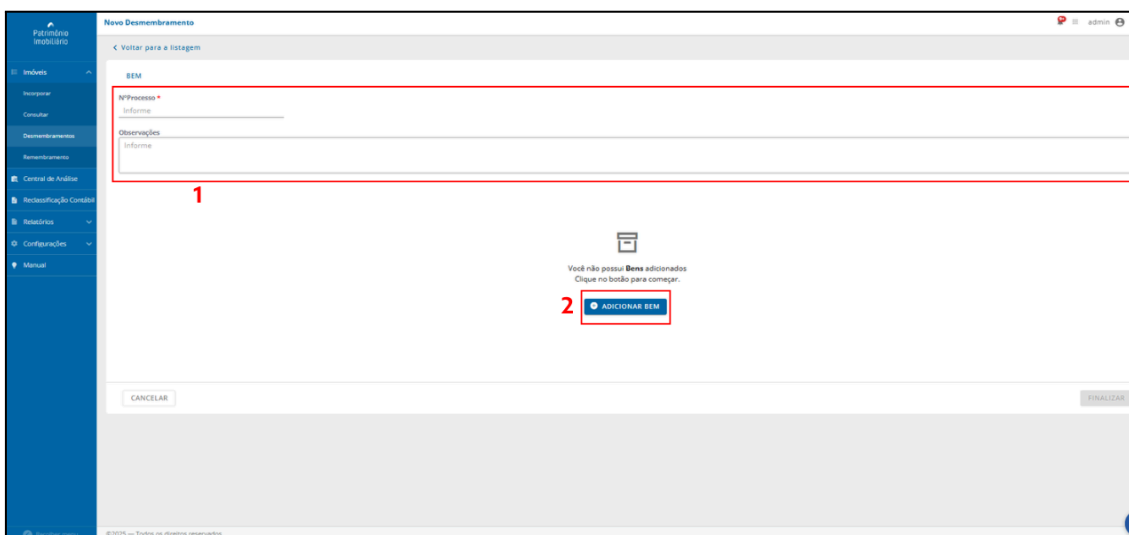 Patrimônio
Imobiliário
Novo Desmembramento
admin
Voltar para a listagem
Imóveis
Incorporar
Consultar
Desmembramentos
Remembramento
Central de Análise
Reclassificação Contábil
Relatórios
Configurações
Manual
BEM
NºProcesso *
Informe
Observações
Informe
1
Você não possui Bens adicionados
Clique no botão para começar.
2
ADICIONAR BEM
CANCELAR
FINALIZAR
©2025 — Todos os direitos reservados